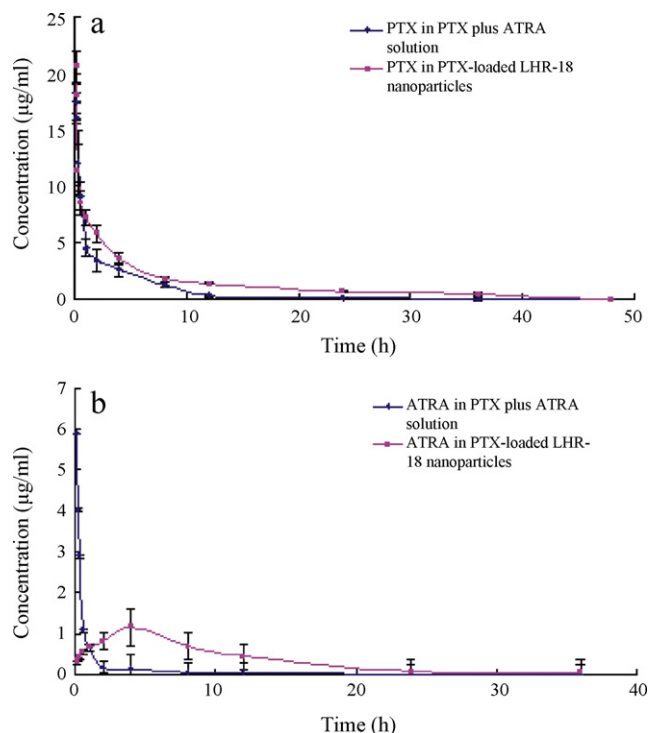 a
PTX in PTX plus ATRA
solution
PTX in PTX-loaded LHR-18
nanoparticles
Concentration (µg/ml)
25
20
15
10
5
0
0 10 20 30 40 50
Time (h)
b
ATRA in PTX plus ATRA
solution
ATRA in PTX-loaded LHR-
18 nanoparticles
Concentration (µg/ml)
7
6
5
4
3
2
1
0
0 10 20 30 40
Time (h)